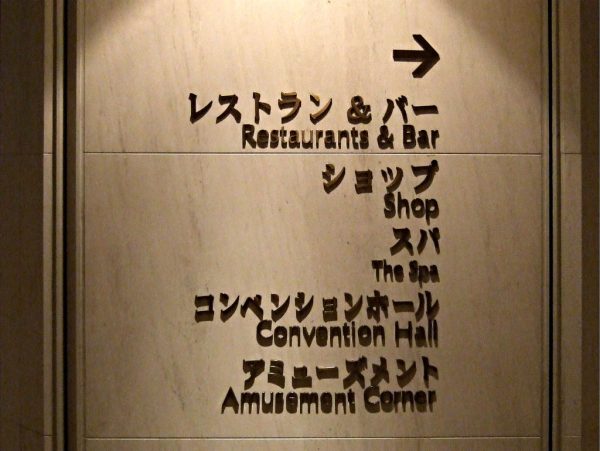 レストラン & バー
Restaurants & Bar
ショップ
Shop
スパ
The Spa
コンベンションホール
Convention Hall
アミューズメント
Amusement Corner